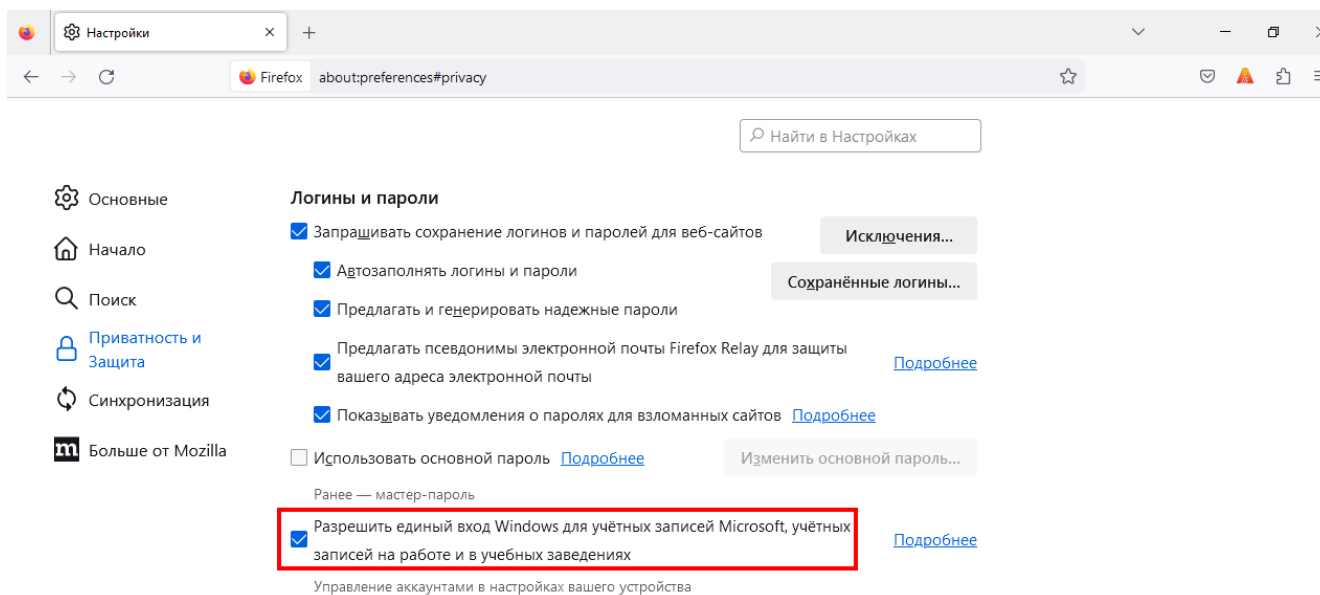 Настройки
Firefox about:preferences#privacy
Найти в Настройках
Основные
Начало
Поиск
Приватность и
Защита
Синхронизация
Больше от Mozilla
Логины и пароли
Запрашивать сохранение логинов и паролей для веб-сайтов
Исключения...
Автозаполнять логины и пароли
Сохранённые логины...
Предлагать и генерировать надежные пароли
Предлагать псевдонимы электронной почты Firefox Relay для защиты
вашего адреса электронной почты
Подробнее
Показывать уведомления о паролях для взломанных сайтов Подробнее
Использовать основной пароль Подробнее
Изменить основной пароль...
Ранее — мастер-пароль
Разрешить единый вход Windows для учётных записей Microsoft, учётных
записей на работе и в учебных заведениях
Подробнее
Управление аккаунтами в настройках вашего устройства